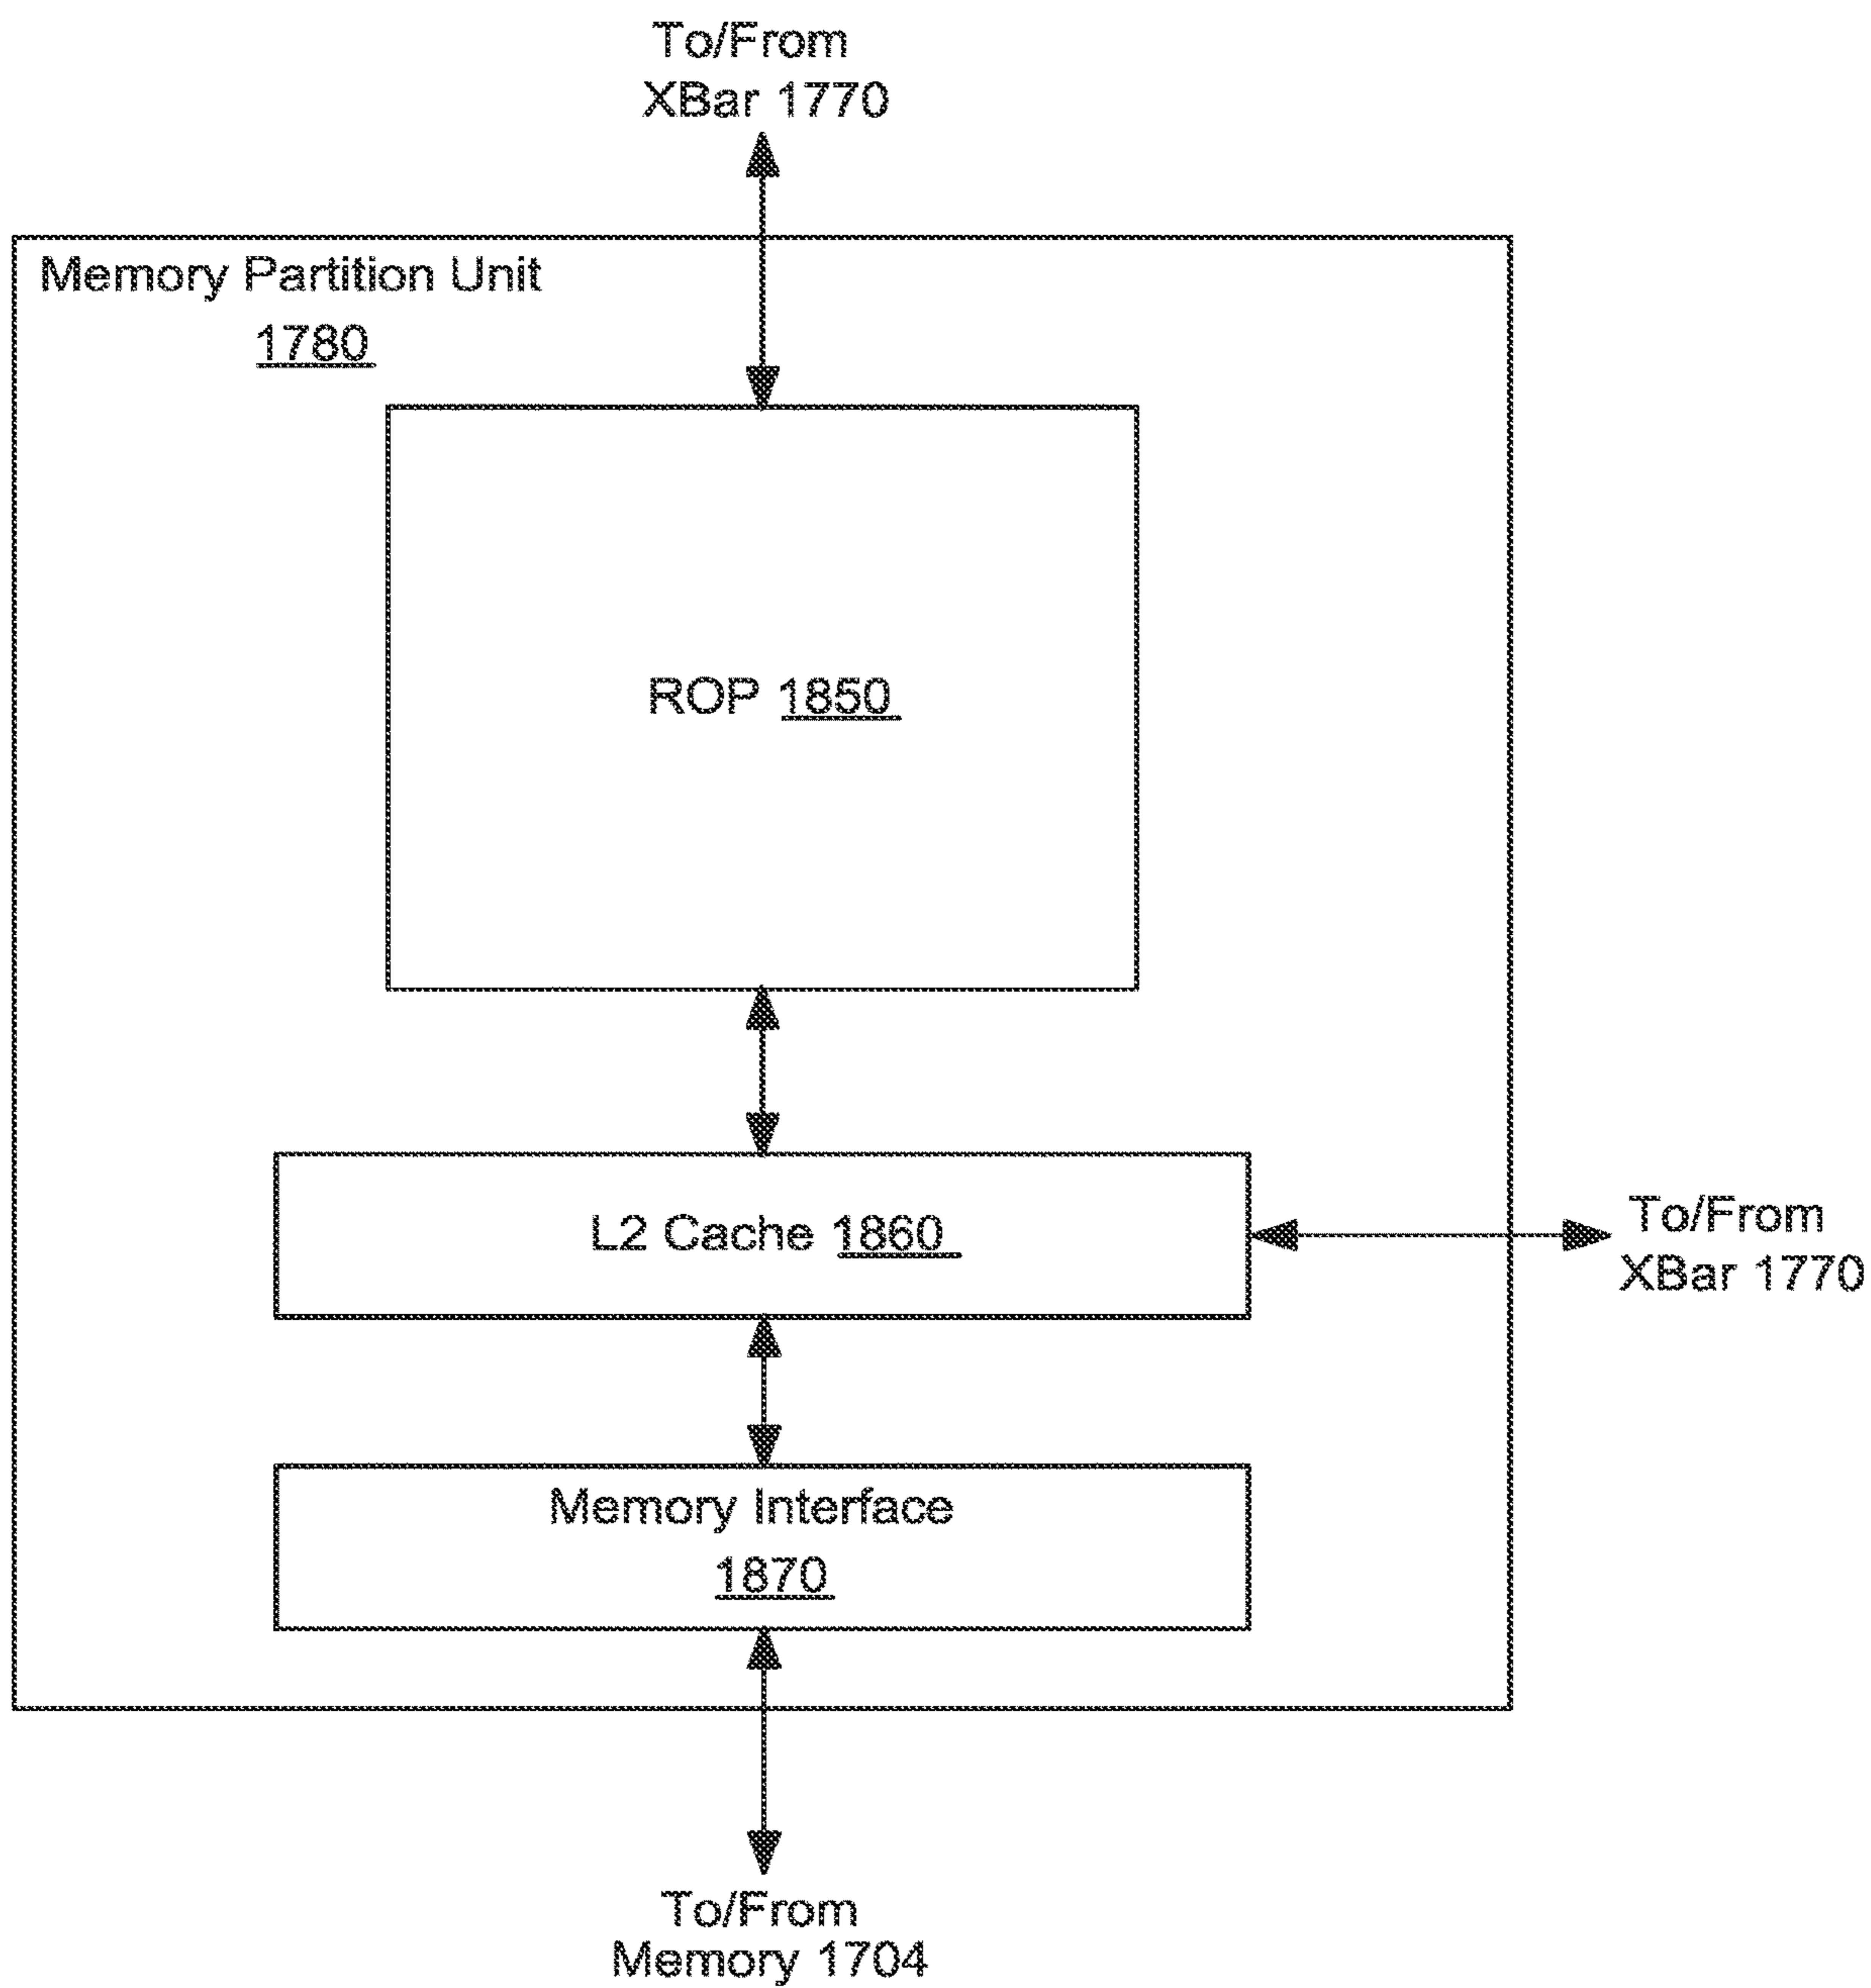 To/From
XBar 1770
Memory Partition Unit
1780
ROP 1850
L2 Cache 1860
To/From
XBar 1770
Memory Interface
1870
To/From
Memory 1704